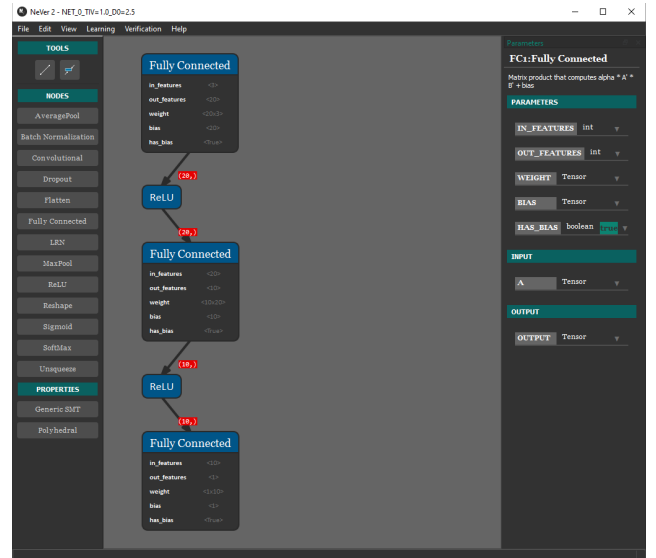 NeVer 2 - NET_0_TIV=1.0_D0=2.5
File Edit View Learning Verification Help
TOOLS
NODES
AveragePool
Batch Normalization
Convolutional
Dropout
Flatten
Fully Connected
LRN
MaxPool
ReLU
Reshape
Sigmoid
SoftMax
Unsqueeze
PROPERTIES
Generic SMT
Polyhedral
Fully Connected
in_features <3>
out_features <20>
weight <20x3>
bias <20>
has_bias <True>
(20,)
ReLU
(20,)
Fully Connected
in_features <20>
out_features <10>
weight <10x20>
bias <10>
has_bias <True>
(10,)
ReLU
(10,)
Fully Connected
in_features <10>
out_features <1>
weight <1x10>
bias <1>
has_bias <True>
Parameters
FC1:Fully Connected
Matrix product that computes alpha * A' *
B' + bias
PARAMETERS
IN_FEATURES int
OUT_FEATURES int
WEIGHT Tensor
BIAS Tensor
HAS_BIAS boolean true
INPUT
A Tensor
OUTPUT
OUTPUT Tensor